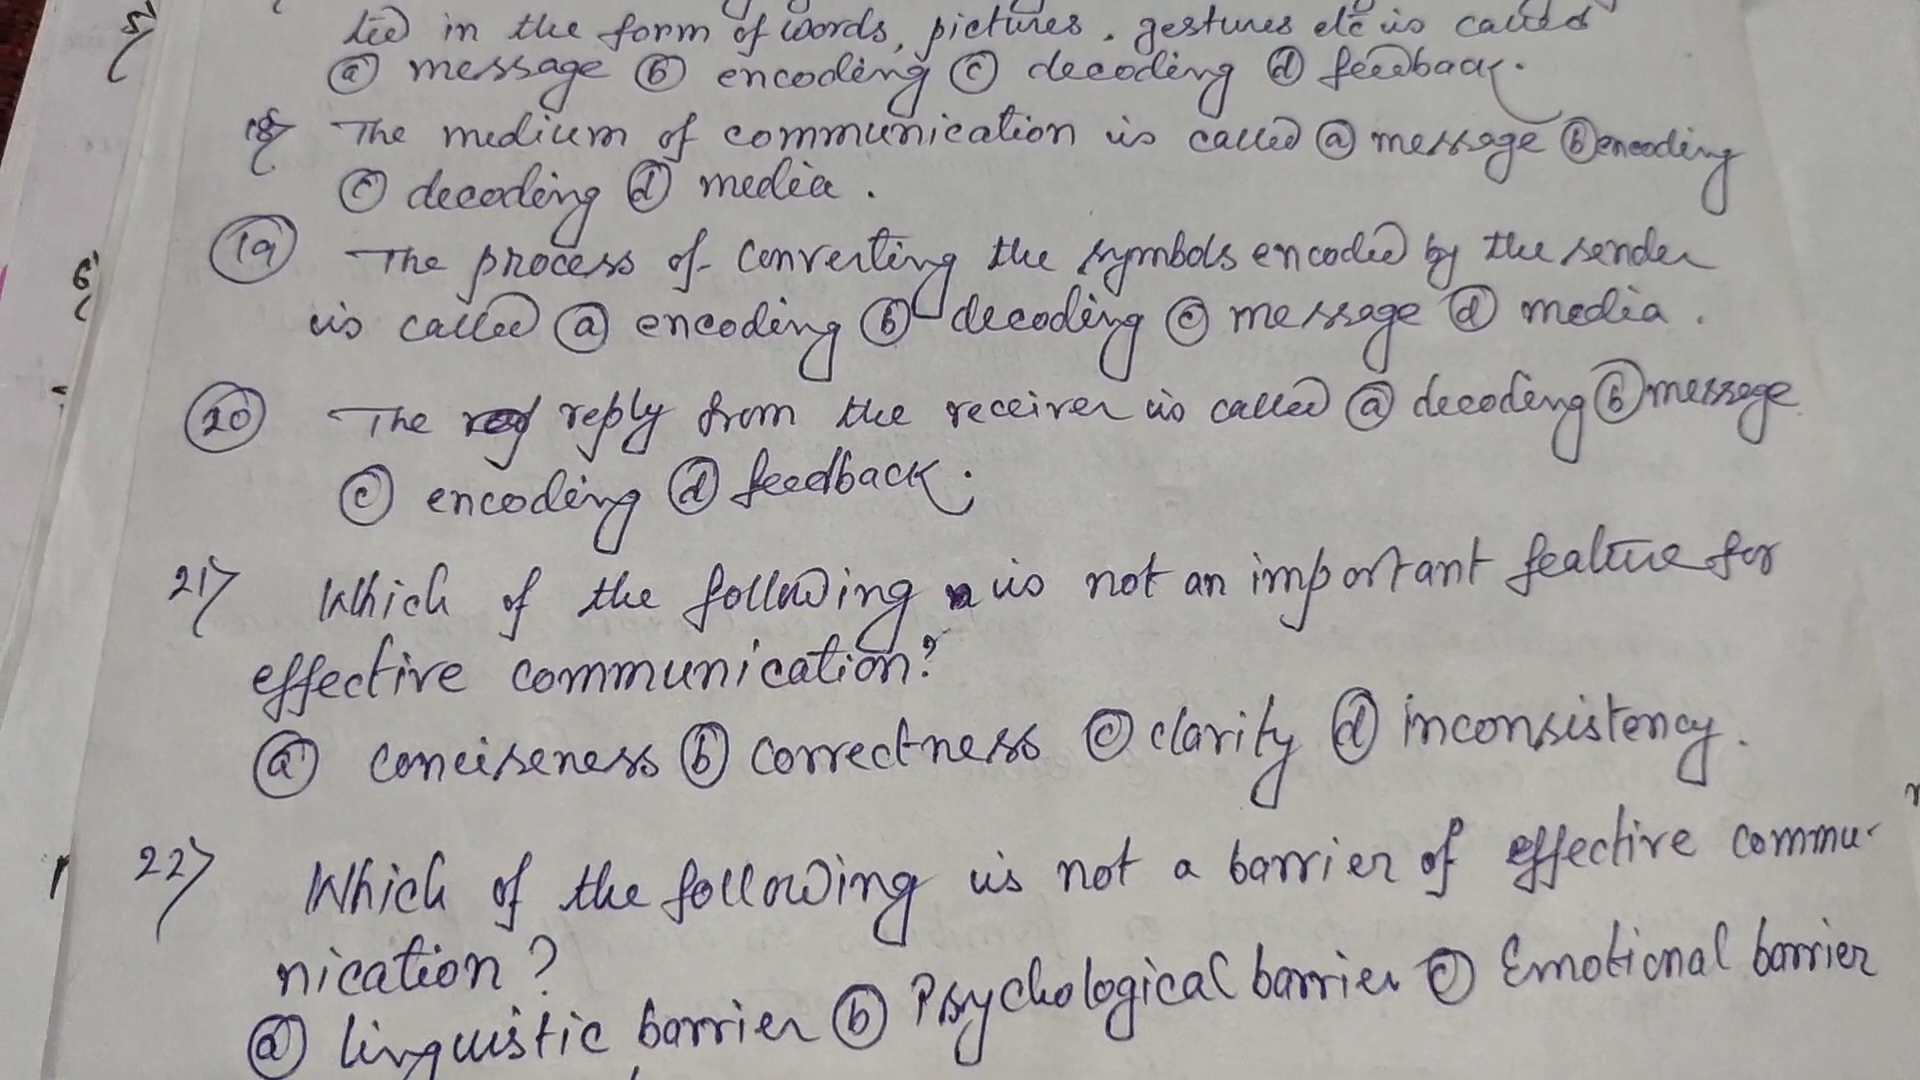 ted in the form of words, pictures, gestures etc is called
ⓐ message ⓑ encoding ⓒ decoding ⓓ feedback.
18) The medium of communication is called ⓐ message ⓑ encoding
ⓒ decoding ⓓ media.
19 The process of converting the symbols encoded by the sender
is called ⓐ encoding ⓑ decoding ⓒ message ⓓ media.
20 The reply from the receiver is called ⓐ decoding ⓑ message
ⓒ encoding ⓓ feedback.
21) Which of the following is not an important feature for
effective communication?
ⓐ conciseness ⓑ correctness ⓒ clarity ⓓ inconsistency.
22) Which of the following is not a barrier of effective commu-
nication?
ⓐ linguistic barrier ⓑ Psychological barrier ⓒ Emotional barrier